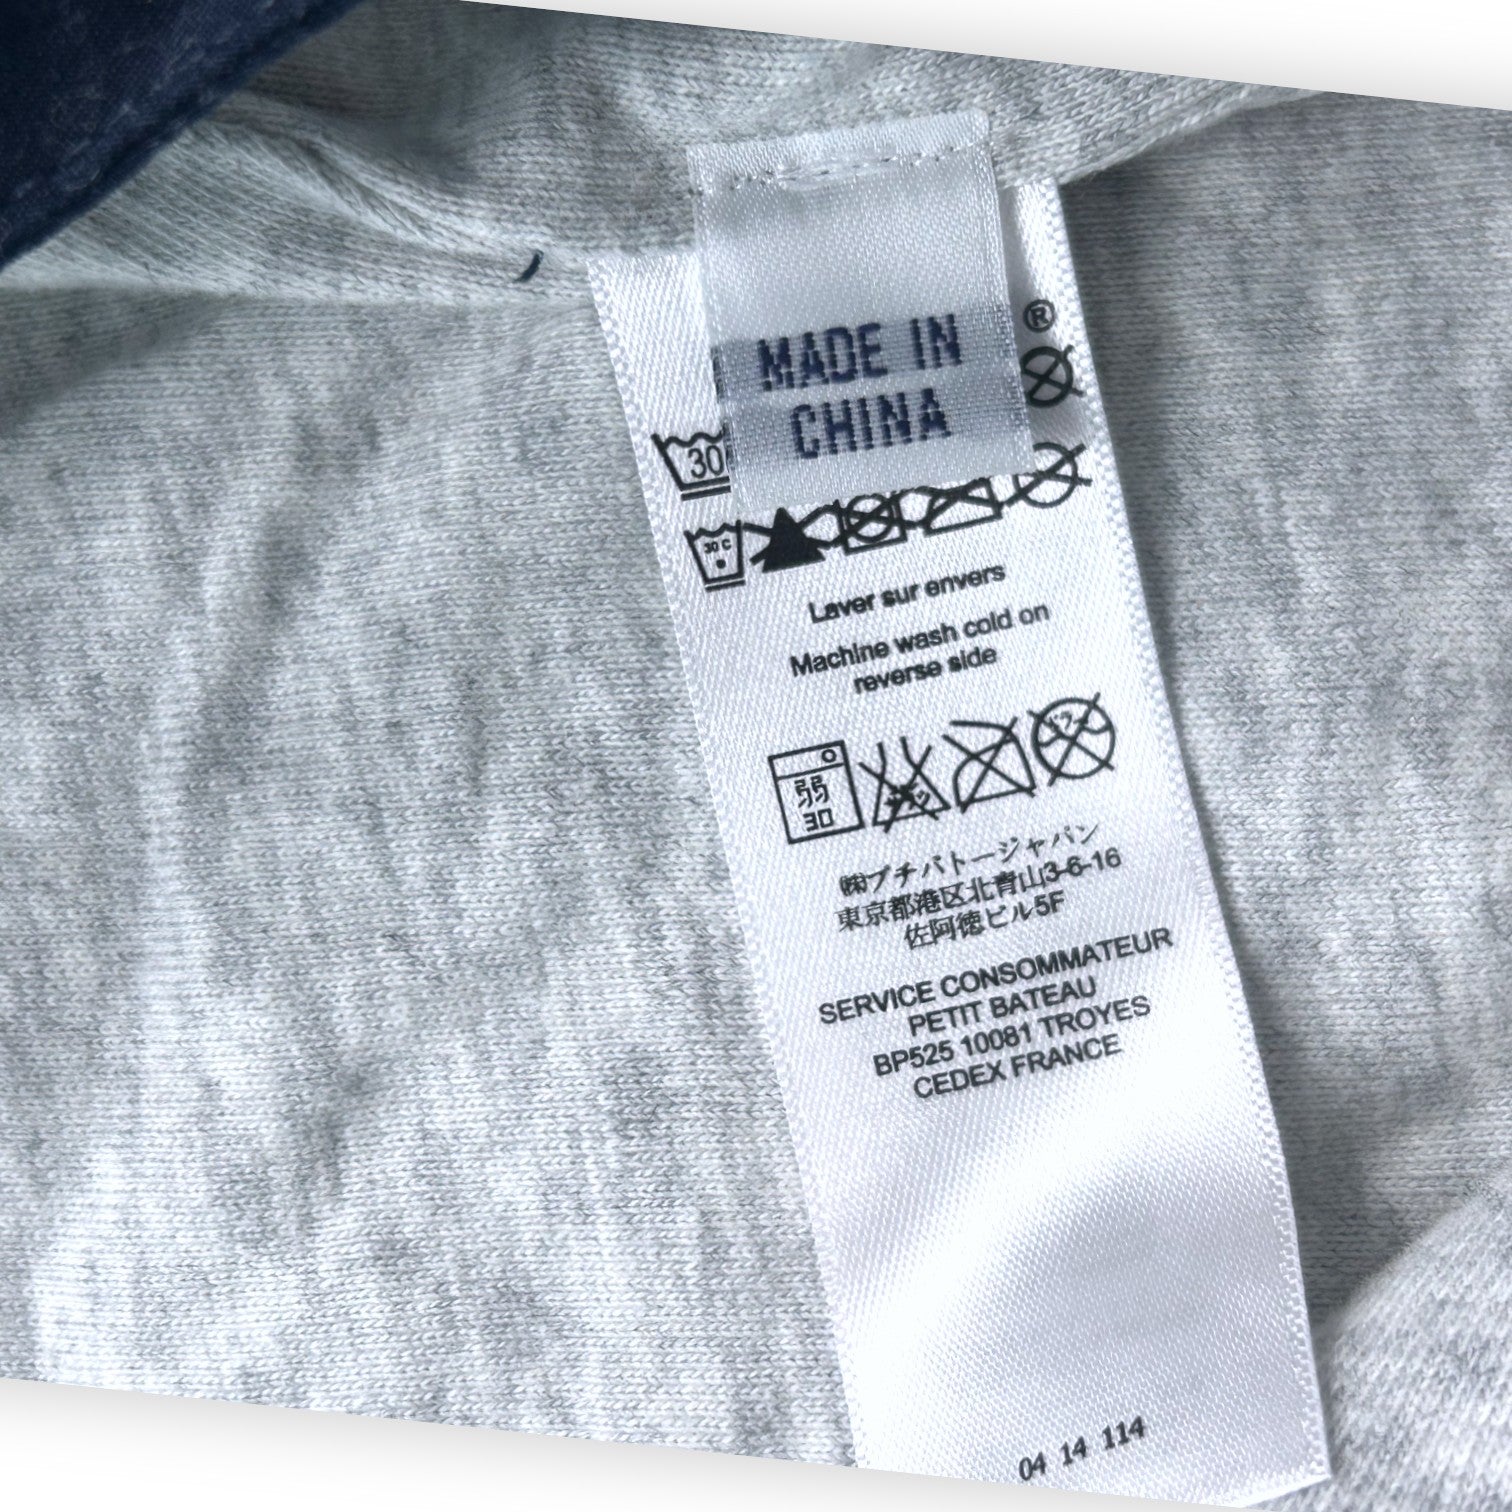 MADE IN
CHINA
®
30
30 C
Laver sur envers
Machine wash cold on
reverse side
弱
30
㈱プチバトージャパン
東京都港区北青山3-6-16
佐阿徳ビル5F
SERVICE CONSOMMATEUR
PETIT BATEAU
BP525 10081 TROYES
CEDEX FRANCE
04 14 114